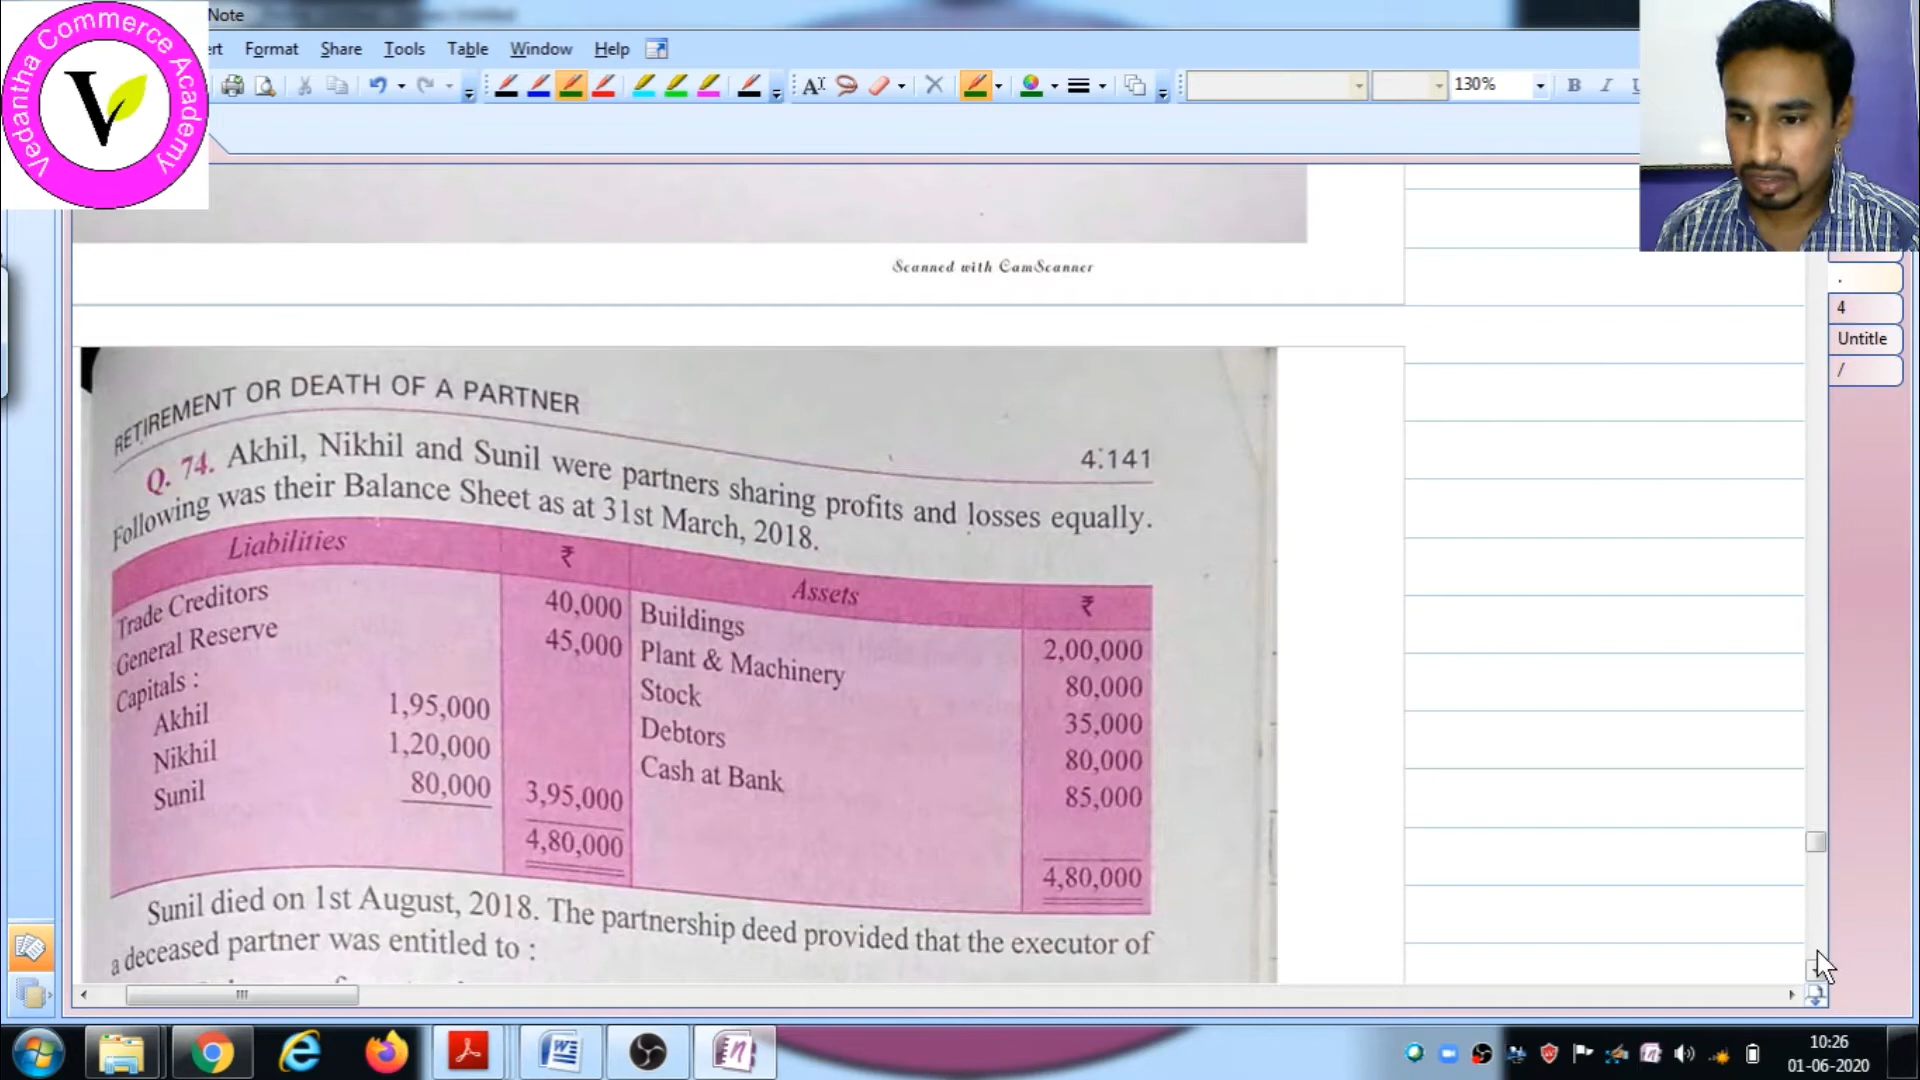 Vedantha Commerce Academy
V
Note
ert Format Share Tools Table Window Help
130% B I U
Scanned with CamScanner
.
4
Untitle
/
RETIREMENT OR DEATH OF A PARTNER
4.141
Q. 74. Akhil, Nikhil and Sunil were partners sharing profits and losses equally.
Following was their Balance Sheet as at 31st March, 2018.
Liabilities ₹ Assets ₹
Trade Creditors 40,000 Buildings 2,00,000
General Reserve 45,000 Plant & Machinery 80,000
Capitals : Stock 35,000
Akhil 1,95,000 Debtors 80,000
Nikhil 1,20,000 Cash at Bank 85,000
Sunil 80,000 3,95,000
4,80,000 4,80,000
Sunil died on 1st August, 2018. The partnership deed provided that the executor of
a deceased partner was entitled to :
10:26
01-06-2020